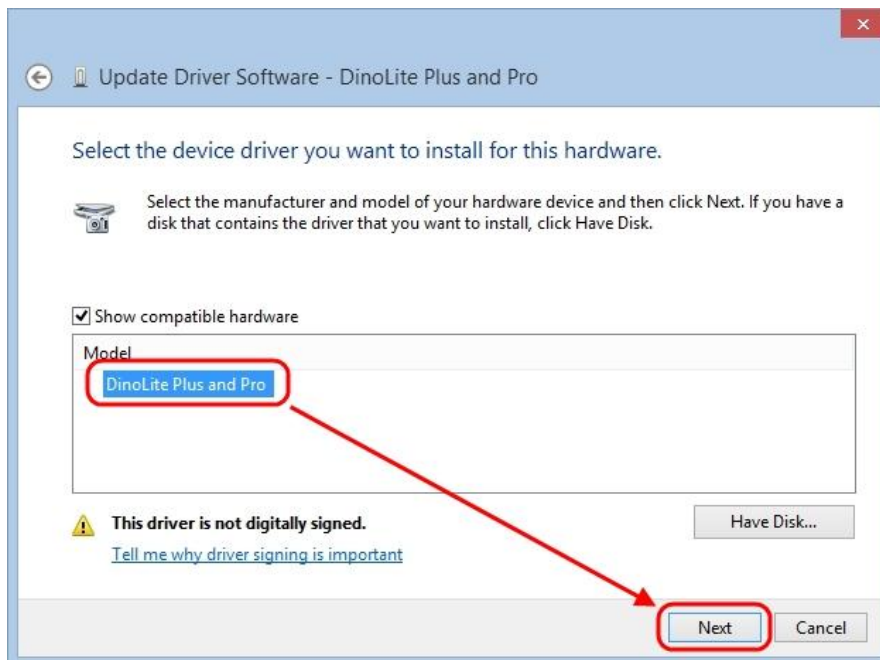 Update Driver Software - DinoLite Plus and Pro
Select the device driver you want to install for this hardware.
Select the manufacturer and model of your hardware device and then click Next. If you have a
disk that contains the driver that you want to install, click Have Disk.
Show compatible hardware
Model
DinoLite Plus and Pro
This driver is not digitally signed.
Have Disk...
Tell me why driver signing is important
Next
Cancel